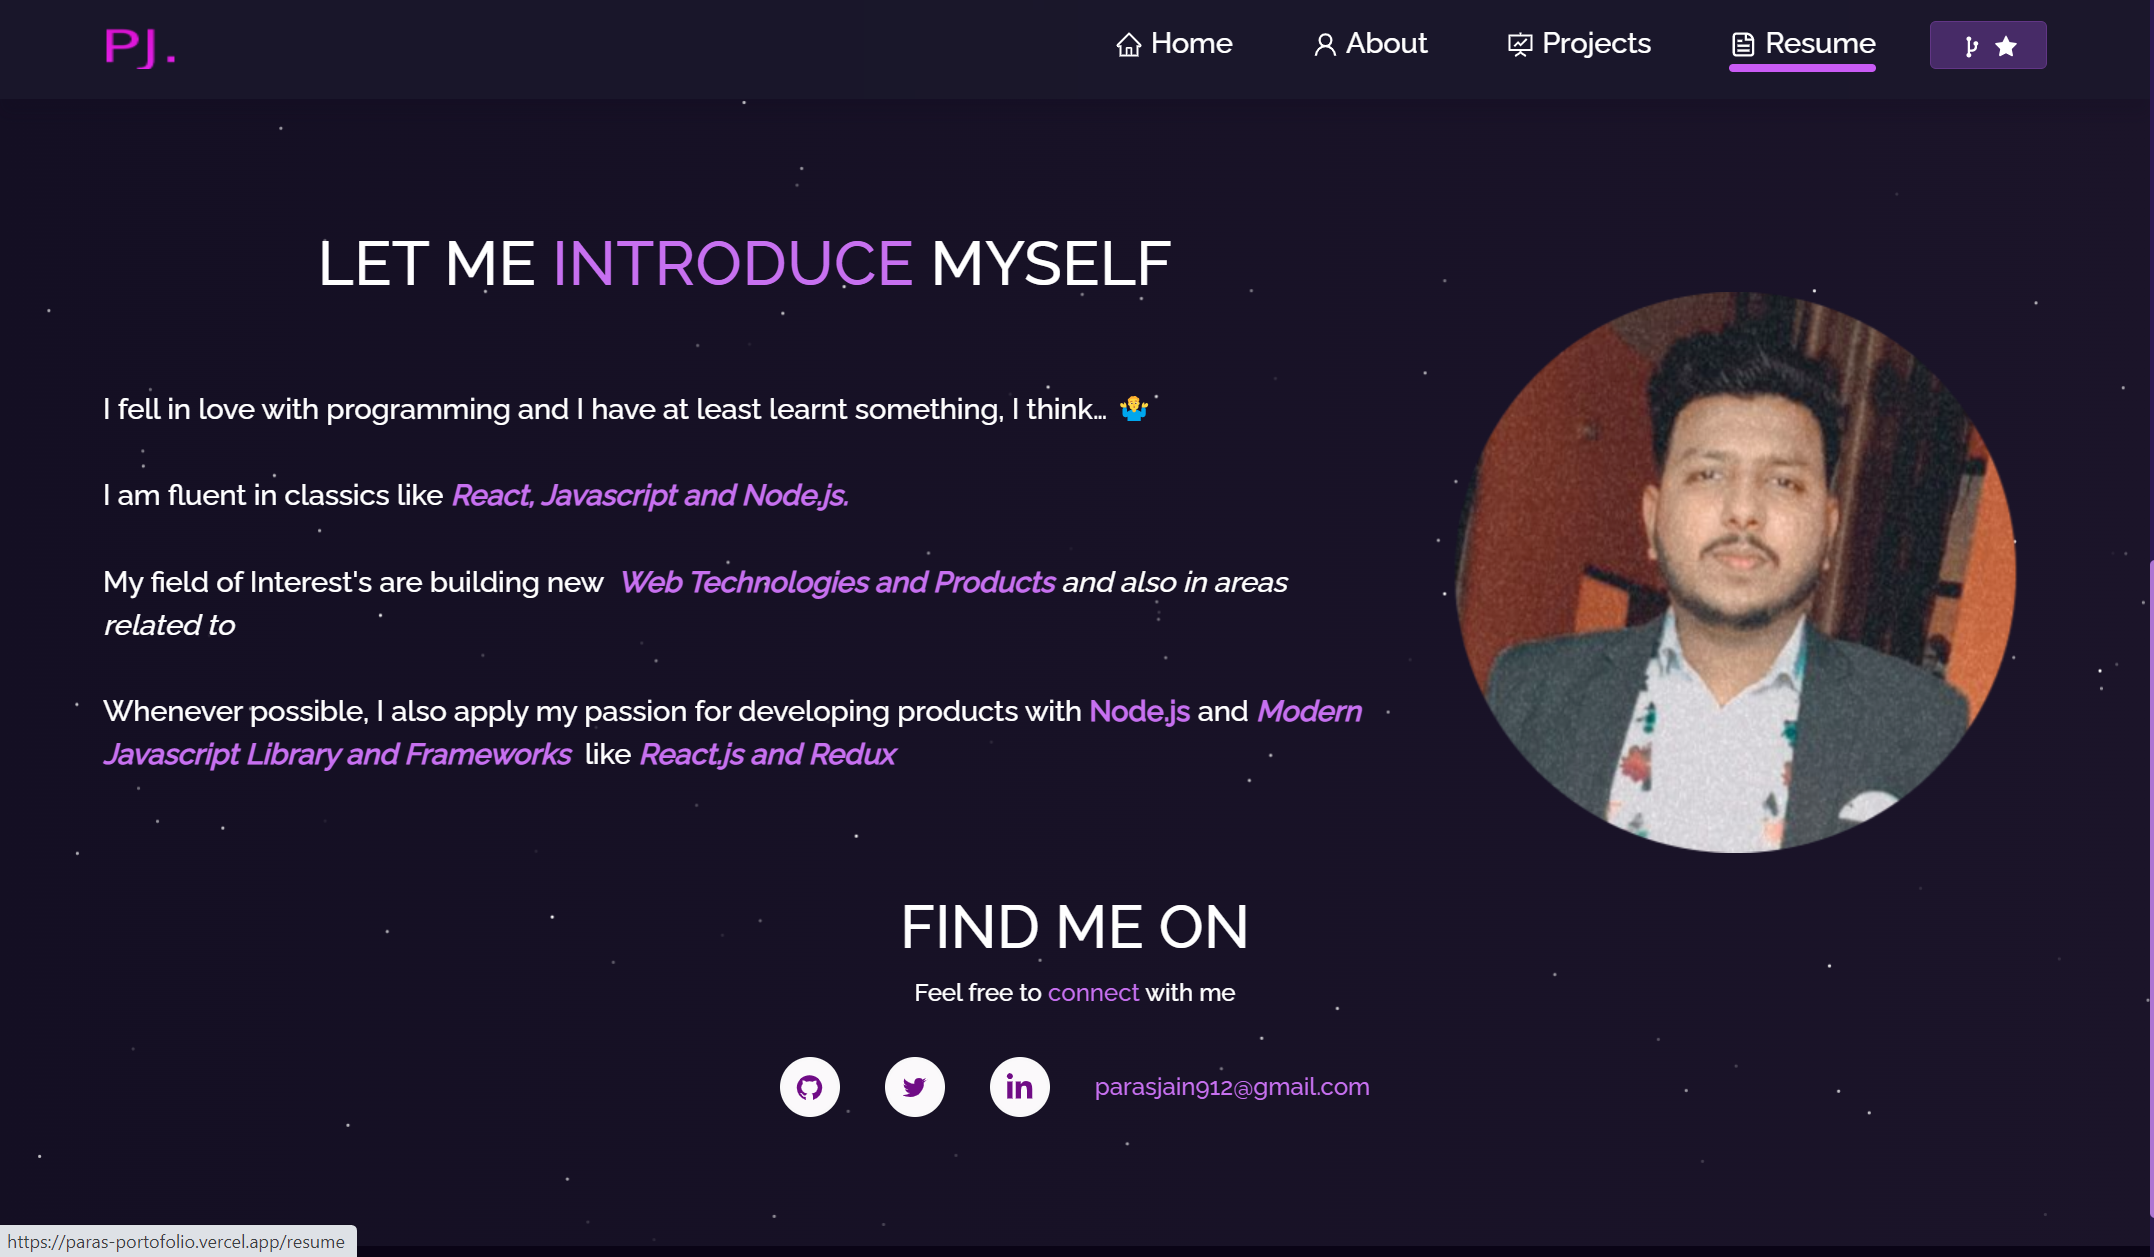 PJ.
Home About Projects Resume
LET ME INTRODUCE MYSELF
I fell in love with programming and I have at least learnt something, I think… 🤷‍♂️
I am fluent in classics like React, Javascript and Node.js.
My field of Interest's are building new Web Technologies and Products and also in areas
related to
Whenever possible, I also apply my passion for developing products with Node.js and Modern
Javascript Library and Frameworks like React.js and Redux
FIND ME ON
Feel free to connect with me
in parasjain912@gmail.com
https://paras-portofolio.vercel.app/resume